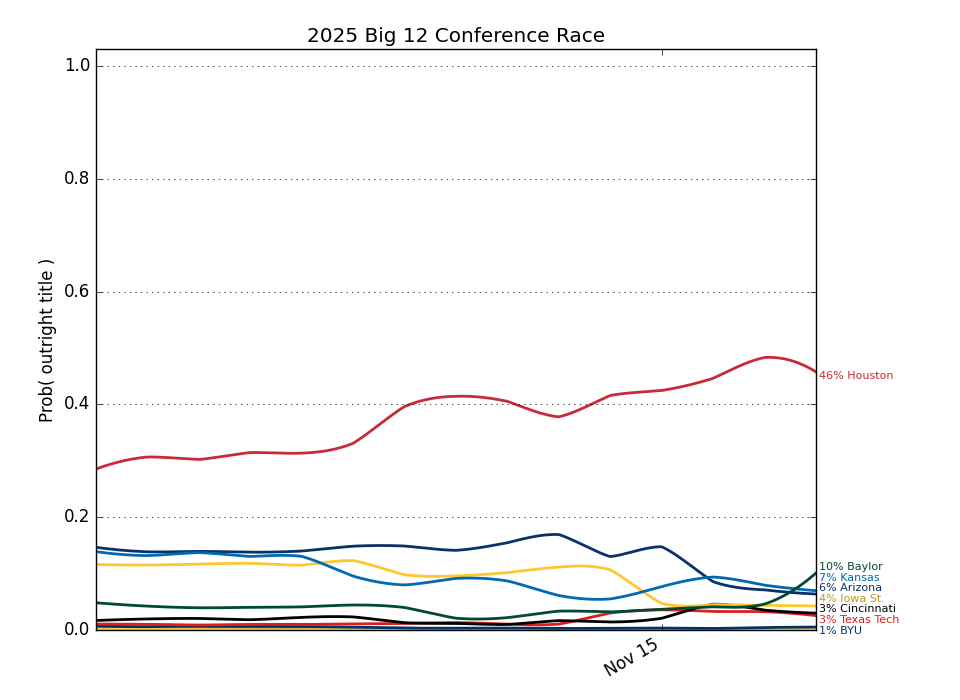 2025 Big 12 Conference Race
1.0
0.8
0.6
0.4
0.2
0.0
Prob( outright title )
Nov 15
46% Houston
10% Baylor
7% Kansas
6% Arizona
4% Iowa St.
3% Cincinnati
3% Texas Tech
1% BYU